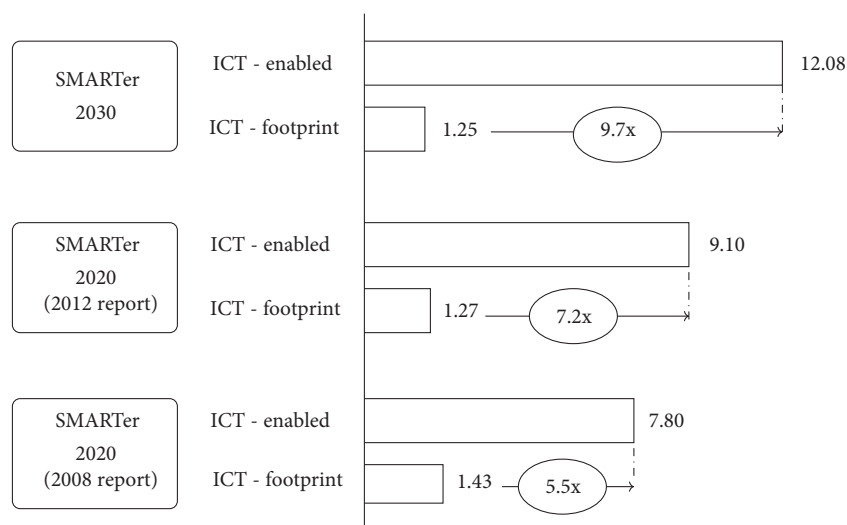 SMARTer
2030
ICT - enabled
12.08
ICT - footprint
1.25
9.7x
SMARTer
2020
(2012 report)
ICT - enabled
9.10
ICT - footprint
1.27
7.2x
SMARTer
2020
(2008 report)
ICT - enabled
7.80
ICT - footprint
1.43
5.5x